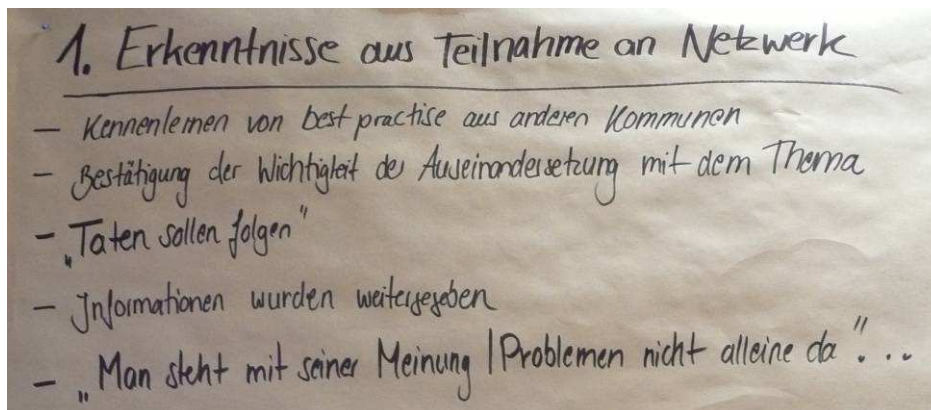 1. Erkenntnisse aus Teilnahme an Netzwerk
- Kennenlernen von best practise aus anderen Kommunen
- Bestätigung der Wichtigkeit der Auseinandersetzung mit dem Thema
- „Taten sollen folgen"
- Informationen wurden weitergegeben
- „Man steht mit seiner Meinung | Problemen nicht alleine da"...